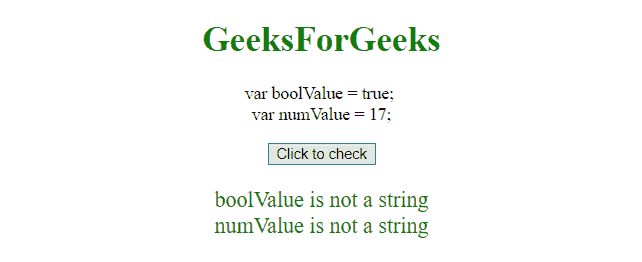 GeeksForGeeks
var boolValue = true;
var numValue = 17;
Click to check
boolValue is not a string
numValue is not a string